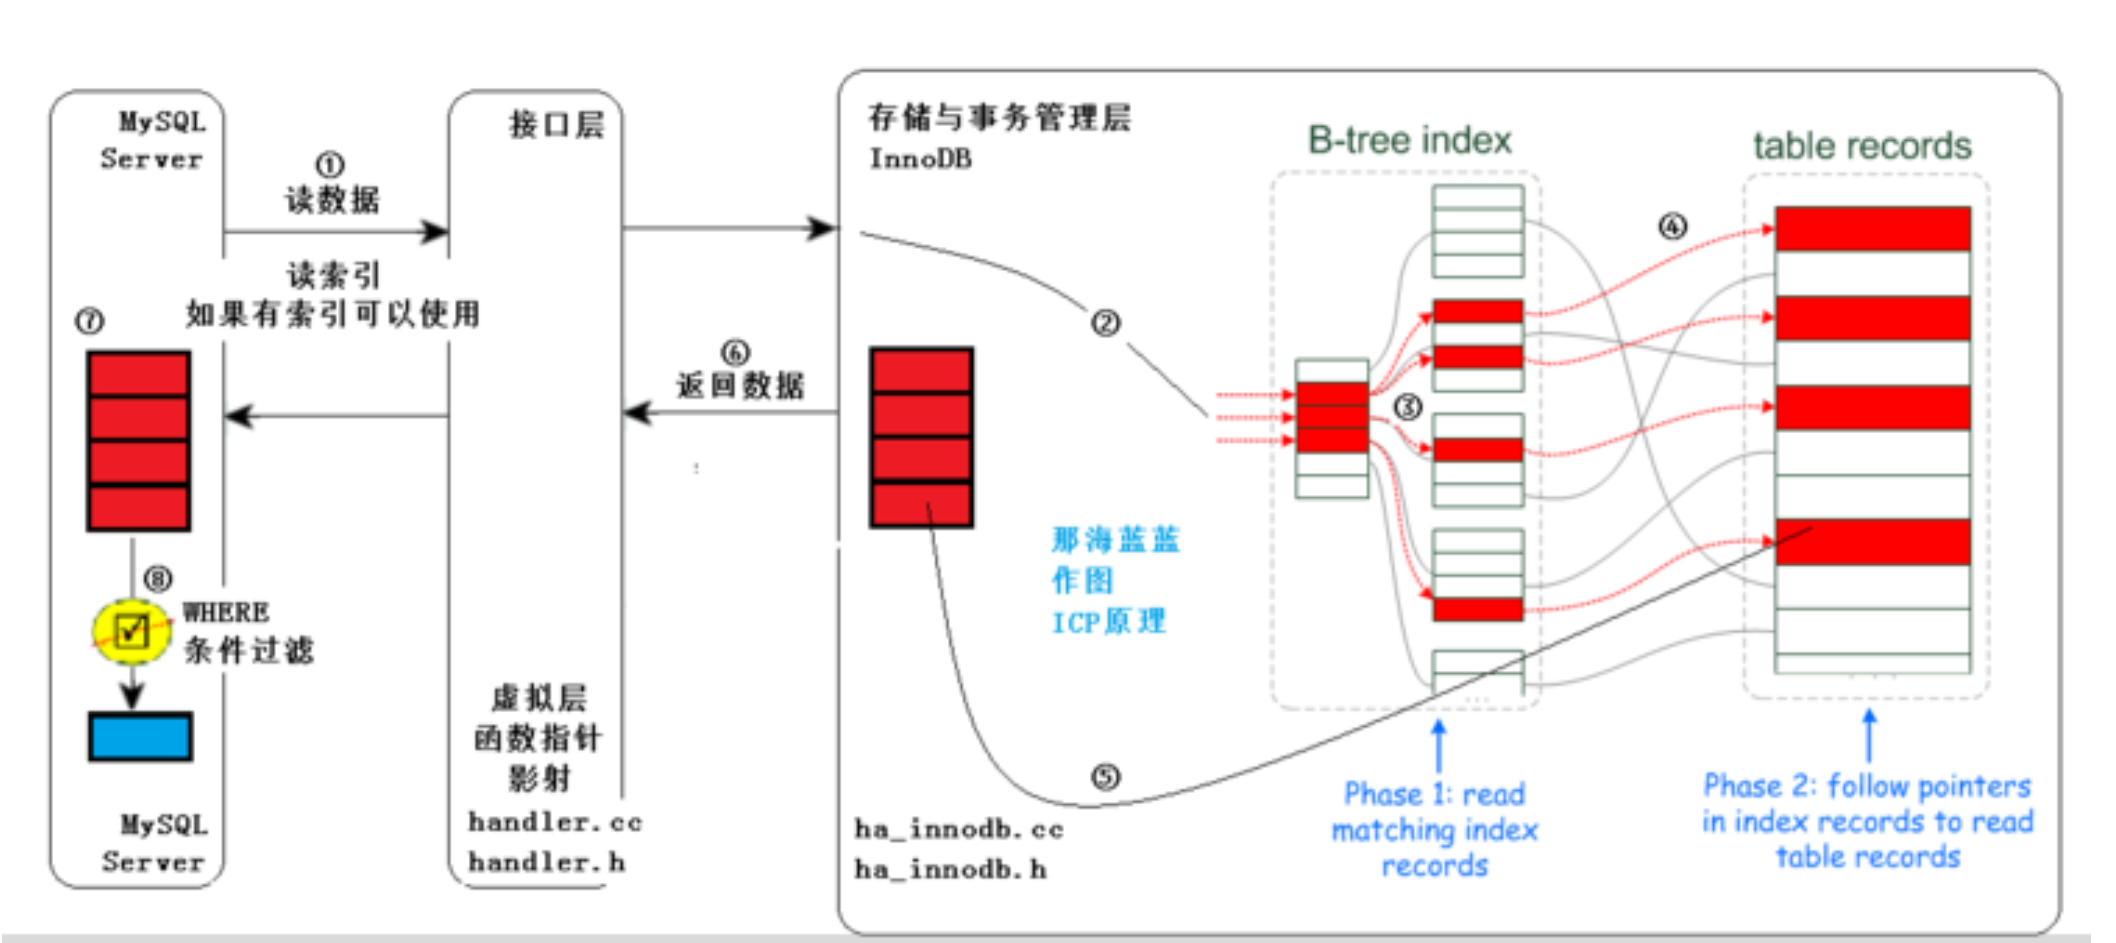 MySQL
Server
①
读数据
读索引
如果有索引可以使用
⑦
⑧
WHERE
条件过滤
MySQL
Server
接口层
⑥
返回数据
虚拟层
函数指针
影射
handler.cc
handler.h
存储与事务管理层
InnoDB
②
③
④
⑤
那海蓝蓝
作图
ICP原理
ha_innodb.cc
ha_innodb.h
B-tree index
table records
Phase 1: read
matching index
records
Phase 2: follow pointers
in index records to read
table records